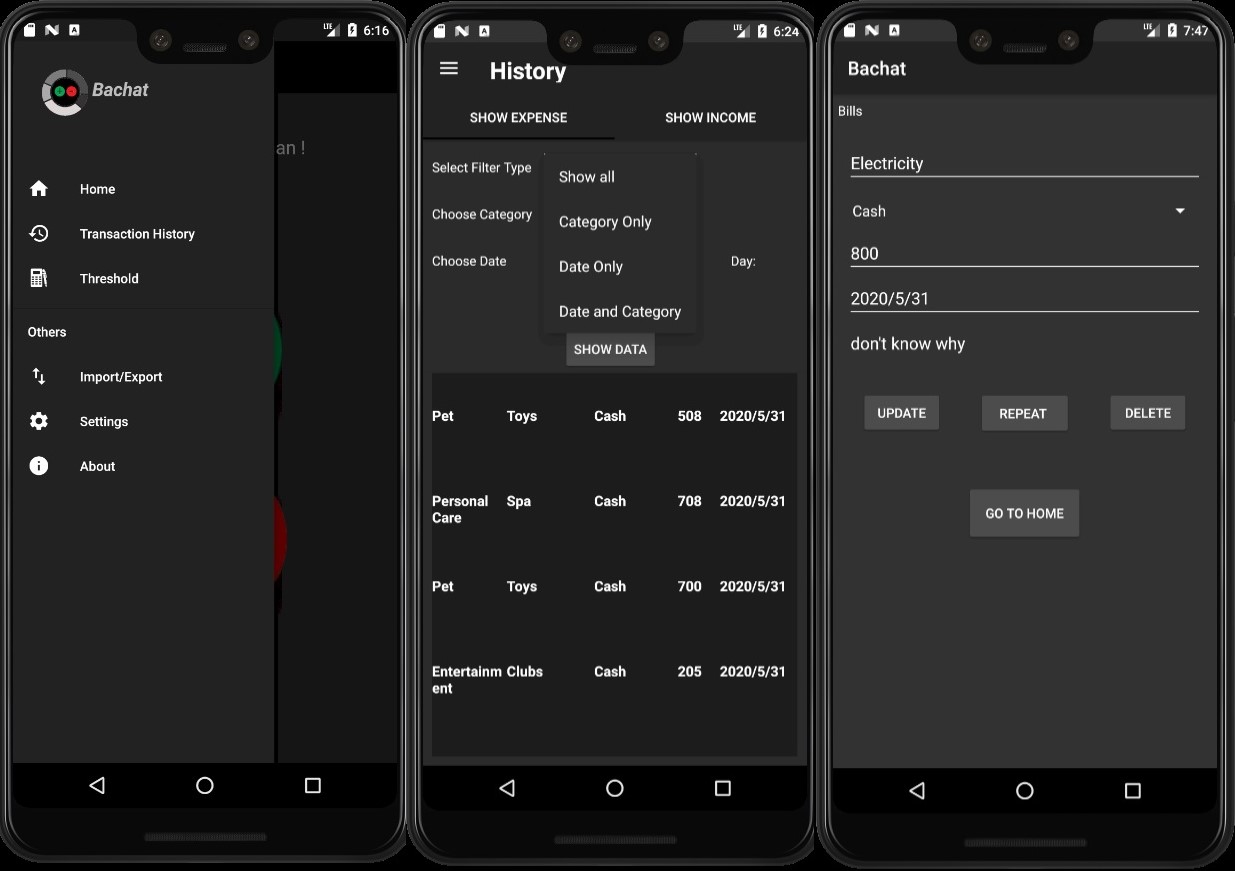 LTE 6:16
Bachat
an !
Home
Transaction History
Threshold
Others
Import/Export
Settings
About
LTE 6:24
History
SHOW EXPENSE SHOW INCOME
Select Filter Type
Show all
Choose Category
Category Only
Choose Date
Date Only
Day:
Date and Category
SHOW DATA
Pet Toys Cash 508 2020/5/31
Personal Spa Cash 708 2020/5/31
Care
Pet Toys Cash 700 2020/5/31
Entertainm Clubs Cash 205 2020/5/31
ent
LTE 7:47
Bachat
Bills
Electricity
Cash
800
2020/5/31
don't know why
UPDATE REPEAT DELETE
GO TO HOME